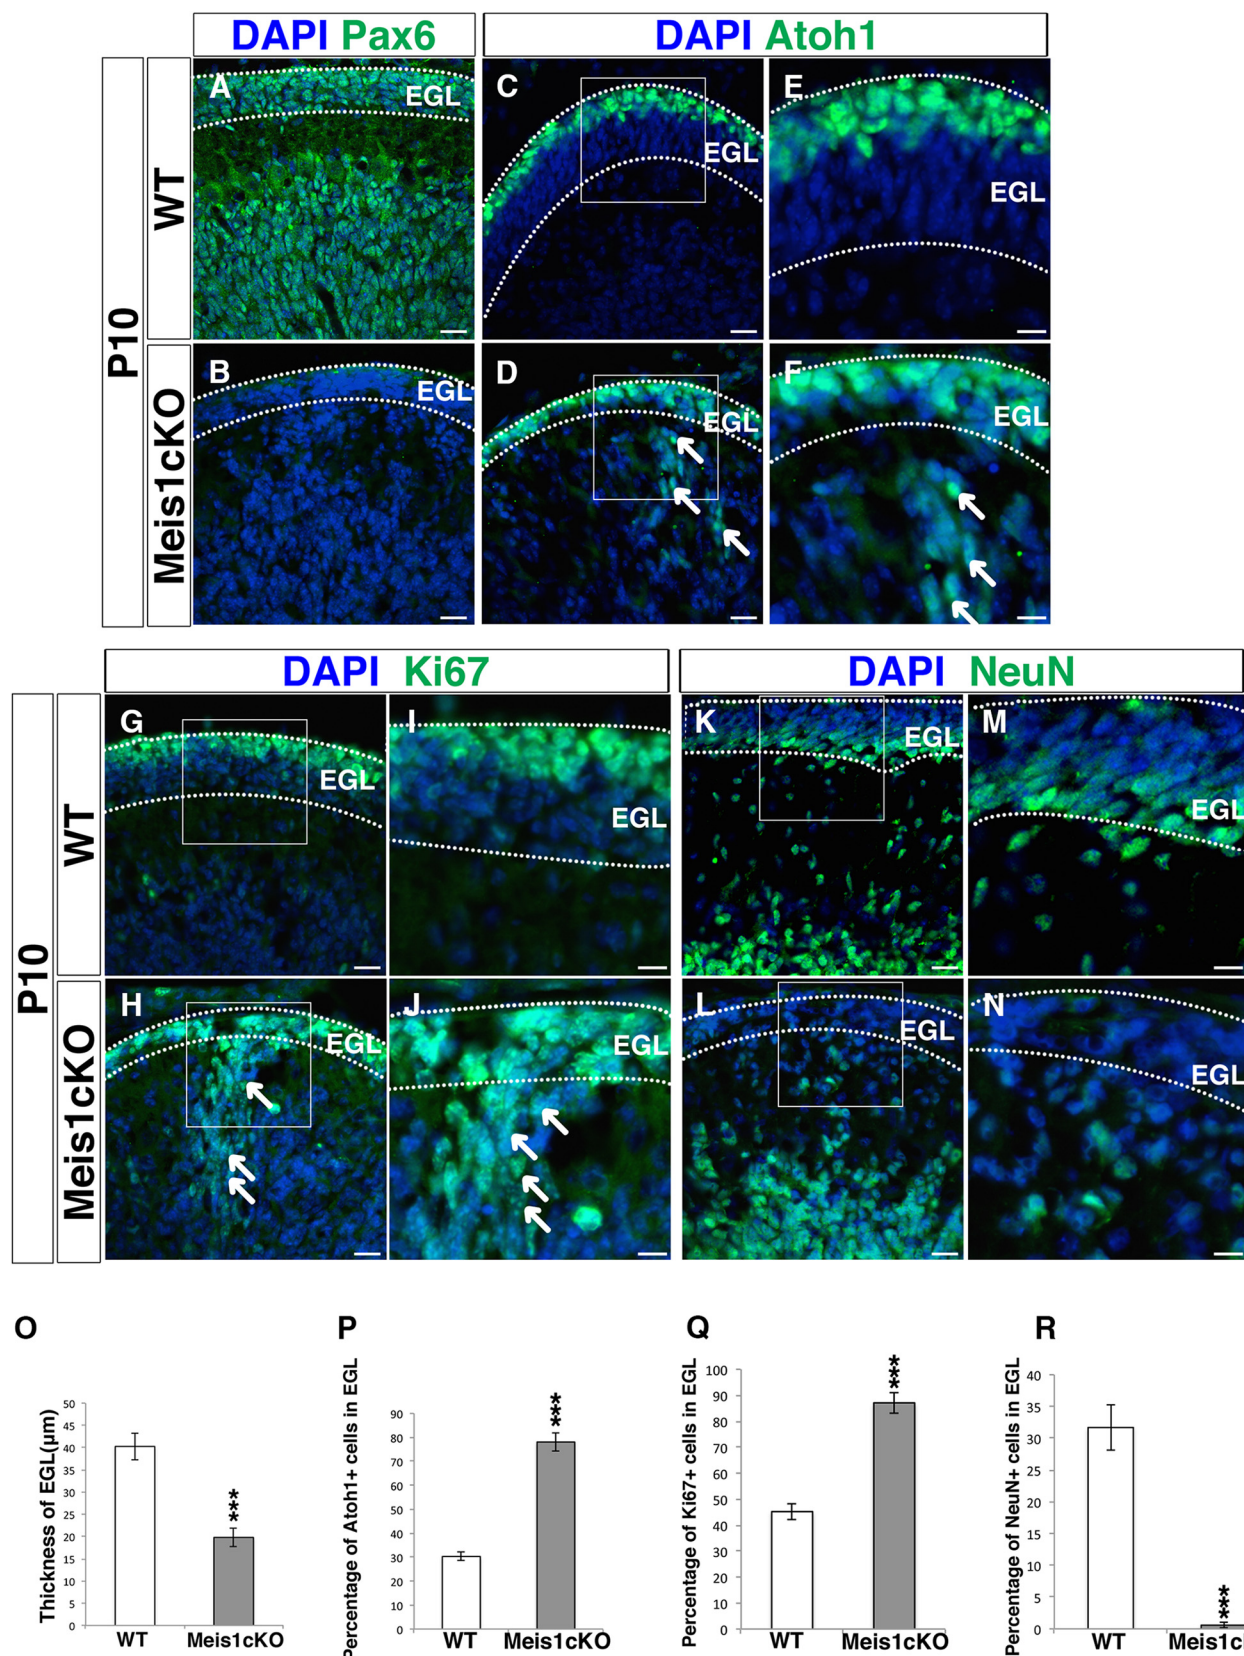 DAPI Pax6
DAPI Atoh1
P10
WT
A
EGL
C
EGL
E
EGL
Meis1cKO
B
EGL
D
EGL
F
EGL
DAPI Ki67
DAPI NeuN
P10
WT
G
EGL
I
EGL
K
EGL
M
EGL
Meis1cKO
H
EGL
J
EGL
L
EGL
N
EGL
O
Thickness of EGL(μm)
50
45
40
35
30
25
20
15
10
5
0
***
WT
Meis1cKO
P
Percentage of Atoh1+ cells in EGL
90
80
70
60
50
40
30
20
10
0
***
WT
Meis1cKO
Q
Percentage of Ki67+ cells in EGL
100
90
80
70
60
50
40
30
20
10
0
***
WT
Meis1cKO
R
Percentage of NeuN+ cells in EGL
40
35
30
25
20
15
10
5
0
***
WT
Meis1cl